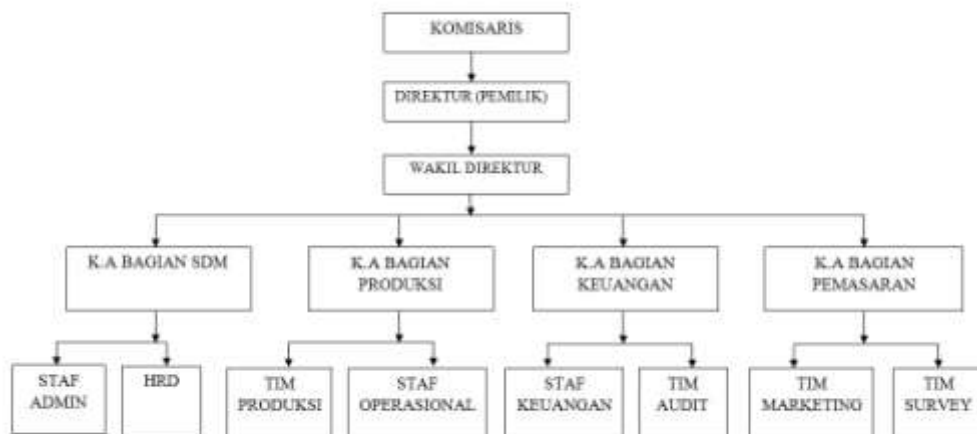 KOMISARIS
DIREKTUR (PEMILIK)
WAKIL DIREKTUR
K.A BAGIAN SDM
K.A BAGIAN
PRODUKSI
K.A BAGIAN
KEUANGAN
K.A BAGIAN
PEMASARAN
STAF
ADMIN
HRD
TIM
PRODUKSI
STAF
OPERASIONAL
STAF
KEUANGAN
TIM
AUDIT
TIM
MARKETING
TIM
SURVEY